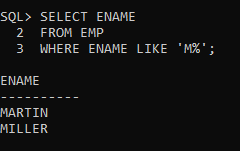 SQL> SELECT ENAME
  2  FROM EMP
  3  WHERE ENAME LIKE 'M%';
ENAME
----------
MARTIN
MILLER